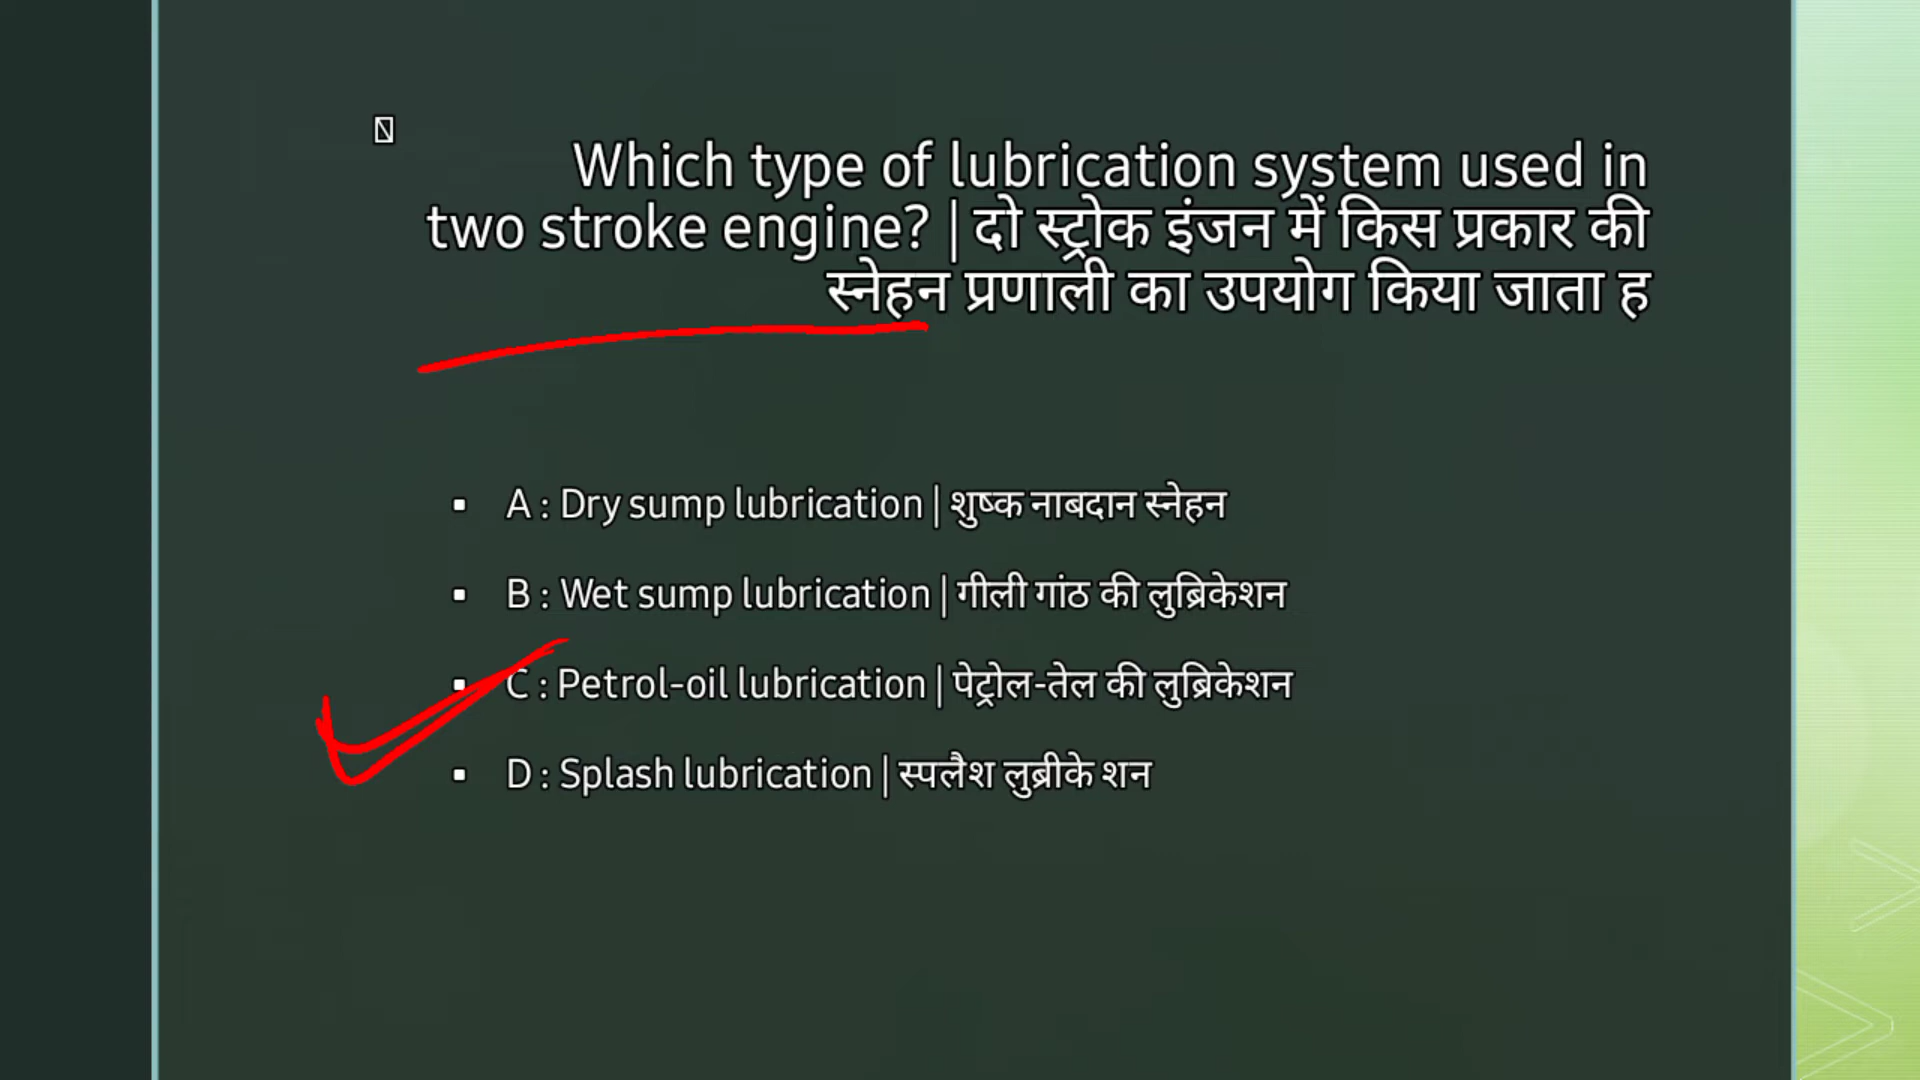 Which type of lubrication system used in
two stroke engine? | दो स्ट्रोक इंजन में किस प्रकार की
स्नेहन प्रणाली का उपयोग किया जाता ह
▪ A : Dry sump lubrication | शुष्क नाबदान स्नेहन
▪ B : Wet sump lubrication | गीली गांठ की लुब्रिकेशन
▪ C : Petrol-oil lubrication | पेट्रोल-तेल की लुब्रिकेशन
▪ D : Splash lubrication | स्पलैश लुब्रीके शन